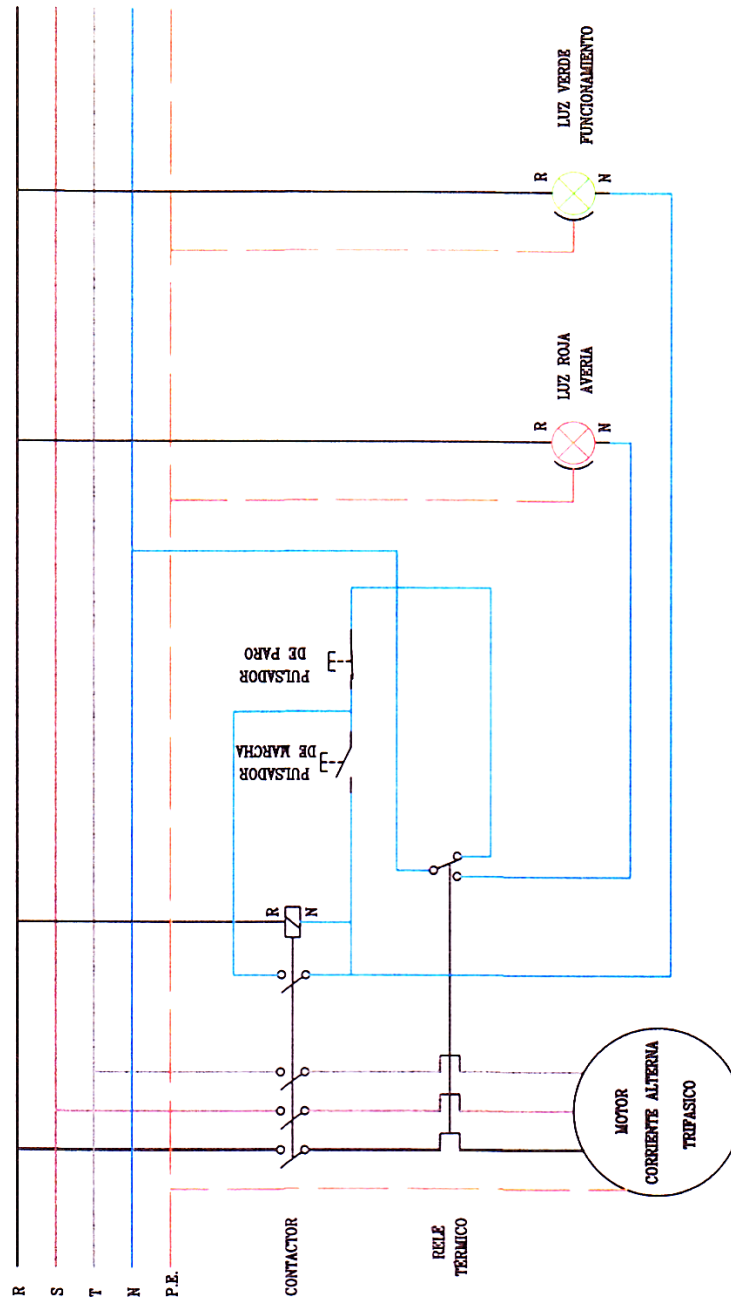 R
S
T
N
P.E.
CONTACTOR
RELE
TERMICO
MOTOR
CORRIENTE ALTERNA
TRIFASICO
R
N
PULSADOR
DE MARCHA
PULSADOR
DE PARO
R
N
LUZ ROJA
AVERIA
R
N
LUZ VERDE
FUNCIONAMIENTO